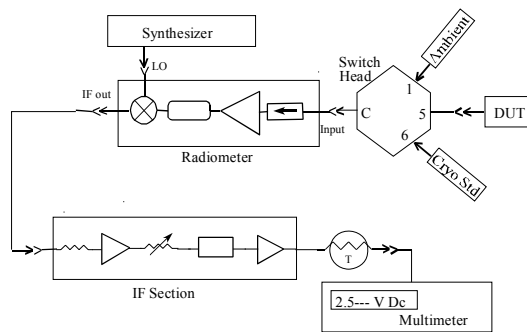 Synthesizer
LO
IF out
Radiometer
Input
Switch
Head
C
1
5
6
Ambient
DUT
Cryo Std
IF Section
T
2.5--- V Dc
Multimeter